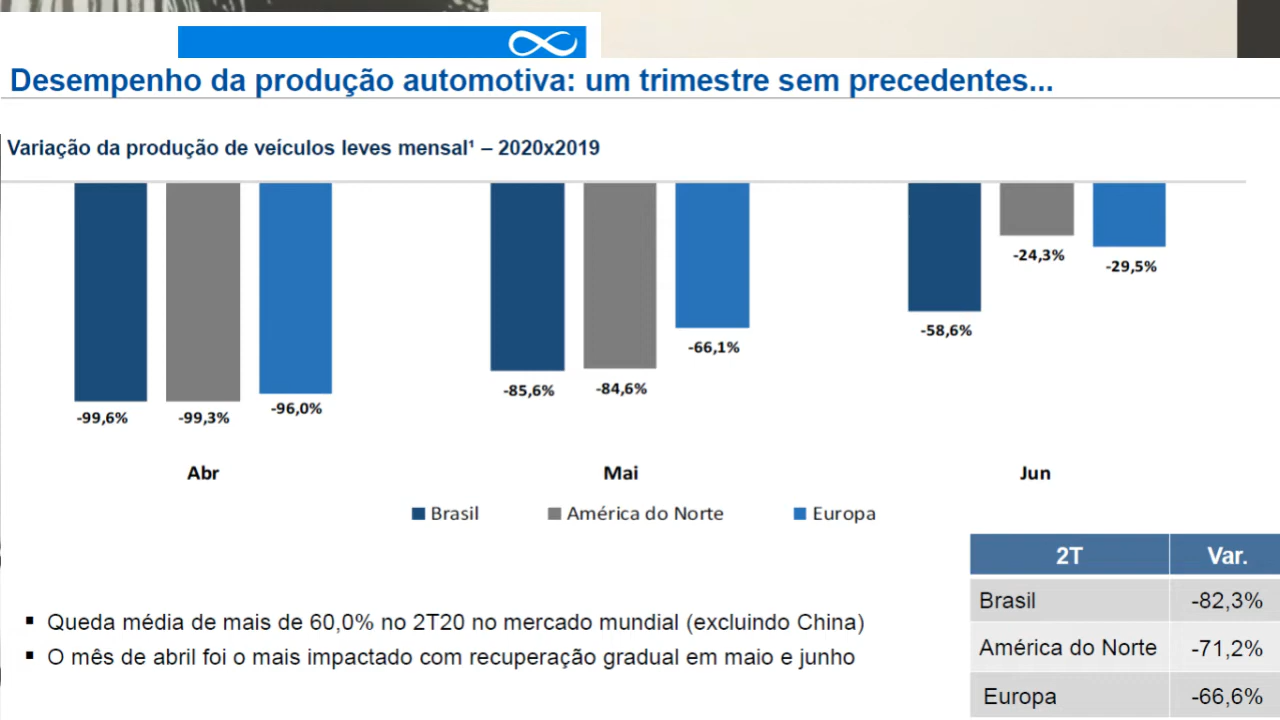 Desempenho da produção automotiva: um trimestre sem precedentes...
Variação da produção de veículos leves mensal¹ – 2020x2019
-99,6%
-99,3%
-96,0%
-85,6%
-84,6%
-66,1%
-58,6%
-24,3%
-29,5%
Abr
Mai
Jun
Brasil
América do Norte
Europa
2T Var.
Brasil -82,3%
América do Norte -71,2%
Europa -66,6%
▪ Queda média de mais de 60,0% no 2T20 no mercado mundial (excluindo China)
▪ O mês de abril foi o mais impactado com recuperação gradual em maio e junho